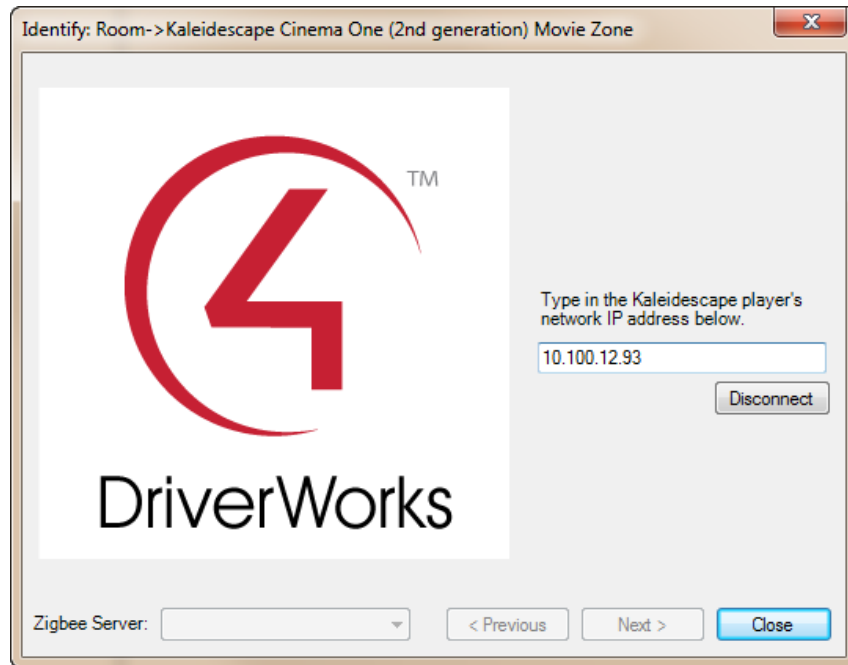 Identify: Room->Kaleidescape Cinema One (2nd generation) Movie Zone
TM
DriverWorks
Type in the Kaleidescape player's
network IP address below.
10.100.12.93
Disconnect
Zigbee Server:
< Previous
Next >
Close